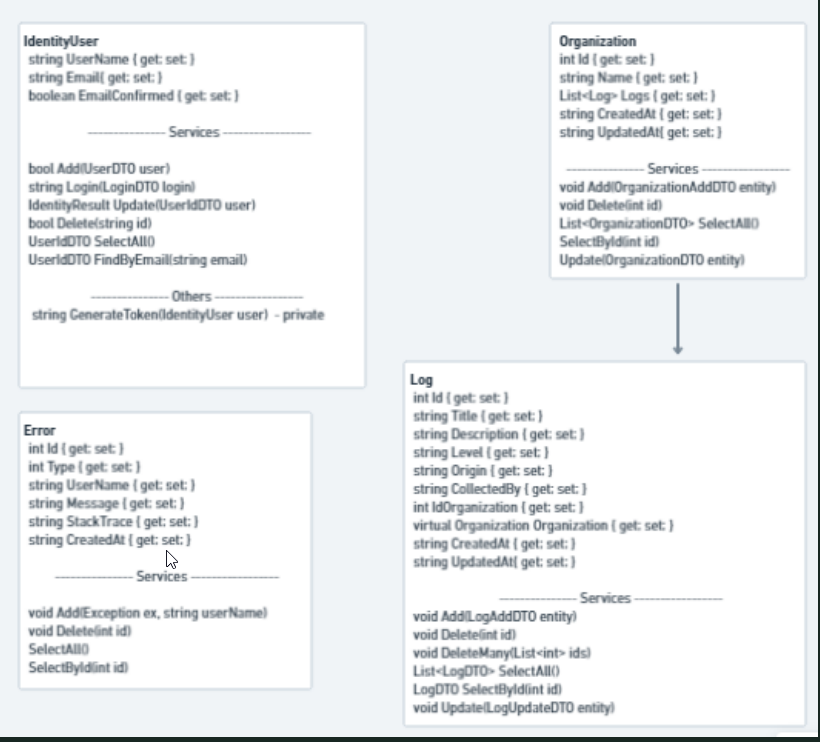 IdentityUser
string UserName { get; set; }
string Email{ get; set; }
boolean EmailConfirmed { get; set; }
--------------- Services -----------------
bool Add(UserDTO user)
string Login(LoginDTO login)
IdentityResult Update(UserIdDTO user)
bool Delete(string id)
UserIdDTO SelectAll()
UserIdDTO FindByEmail(string email)
--------------- Others -----------------
string GenerateToken(IdentityUser user) - private
Organization
int Id { get; set; }
string Name { get; set; }
List<Log> Logs { get; set; }
string CreatedAt{ get; set; }
string UpdatedAt{ get; set; }
--------------- Services -----------------
void Add(OrganizationAddDTO entity)
void Delete(int id)
List<OrganizationDTO> SelectAll()
SelectById(int id)
Update(OrganizationDTO entity)
Error
int Id { get; set; }
int Type { get; set; }
string UserName { get; set; }
string Message { get; set; }
string StackTrace { get; set; }
string CreatedAt { get; set; }
--------------- Services -----------------
void Add(Exception ex, string userName)
void Delete(int id)
SelectAll()
SelectById(int id)
Log
int Id { get; set; }
string Title { get; set; }
string Description { get; set; }
string Level { get; set; }
string Origin { get; set; }
string CollectedBy { get; set; }
int IdOrganization { get; set; }
virtual Organization Organization { get; set; }
string CreatedAt { get; set; }
string UpdatedAt{ get; set; }
--------------- Services -----------------
void Add(LogAddDTO entity)
void Delete(int id)
void DeleteMany(List<int> ids)
List<LogDTO> SelectAll()
LogDTO SelectById(int id)
void Update(LogUpdateDTO entity)